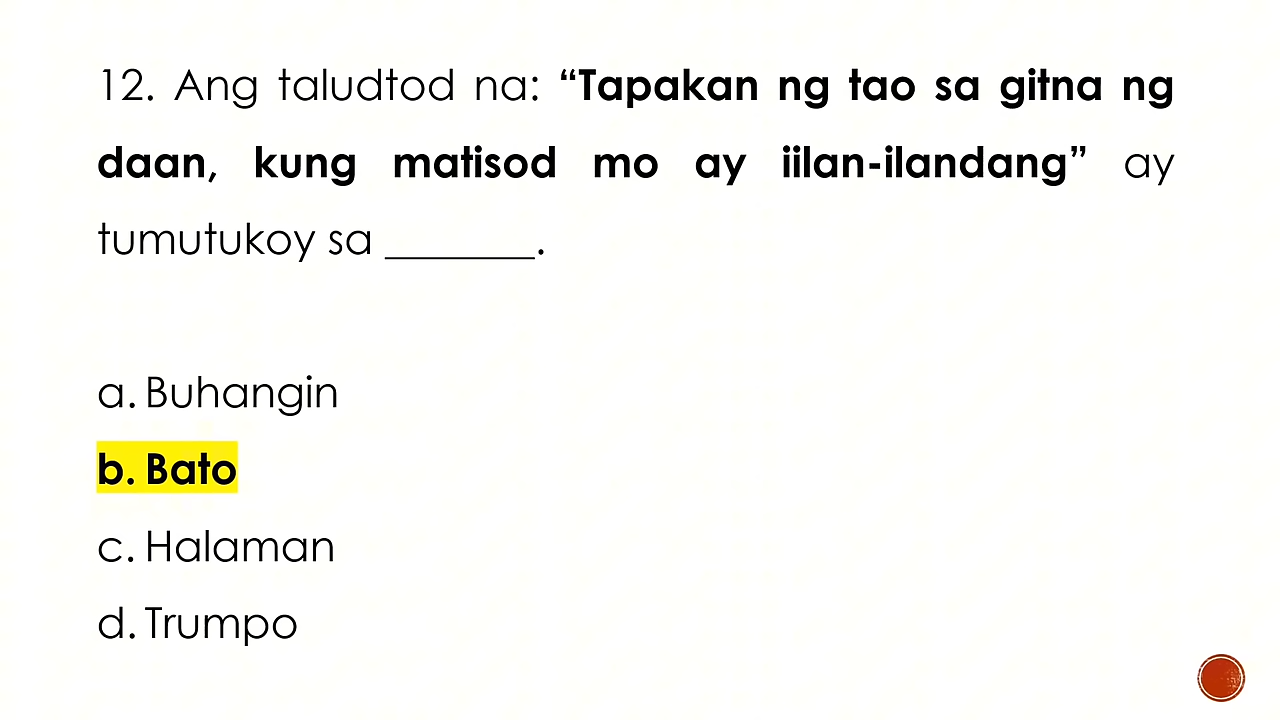 12. Ang taludtod na: “Tapakan ng tao sa gitna ng
daan, kung matisod mo ay iilan-ilandang” ay
tumutukoy sa _______.
a. Buhangin
b. Bato
c. Halaman
d. Trumpo